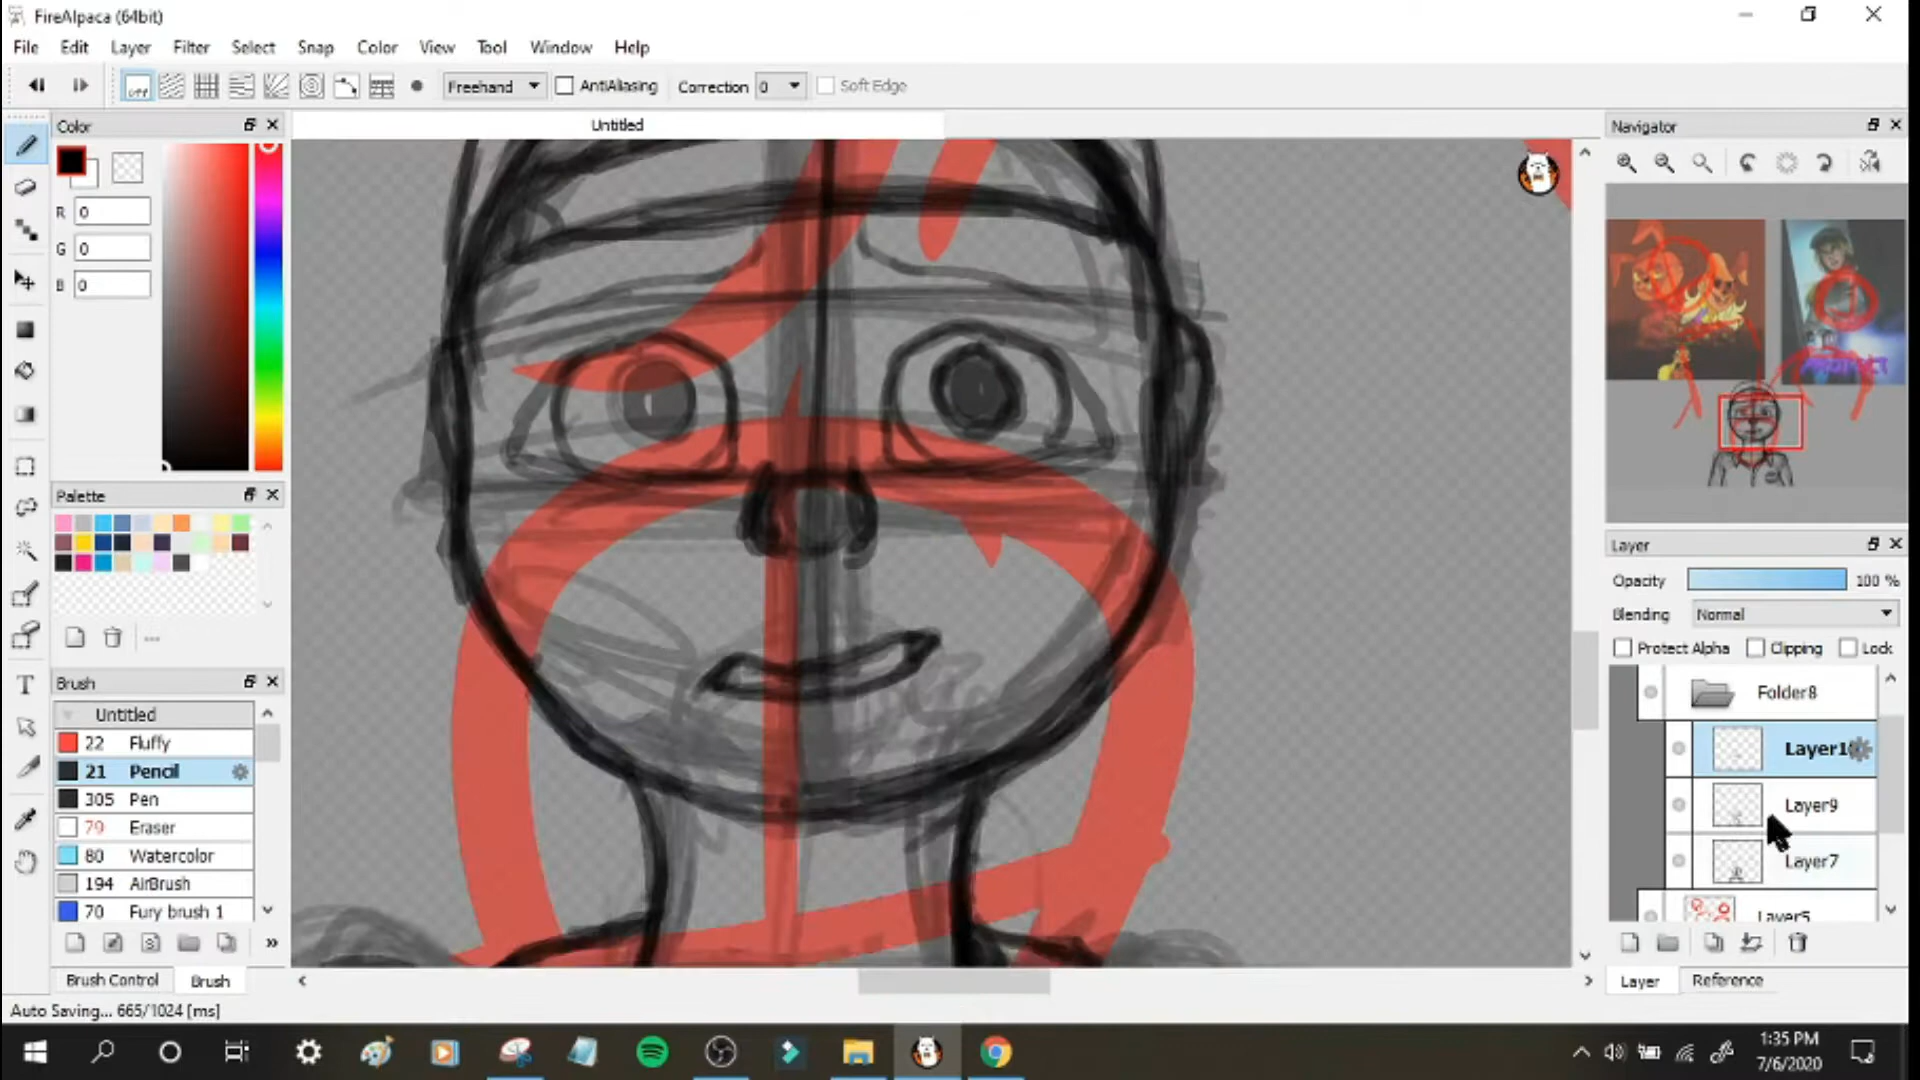 FireAlpaca (64bit)
File Edit Layer Filter Select Snap Color View Tool Window Help
OFF Freehand AntiAliasing Correction 0 Soft Edge
Color
Untitled
Navigator
R 0
G 0
B 0
Palette
Layer
Opacity 100 %
Blending Normal
Protect Alpha Clipping Lock
Brush
Untitled
22 Fluffy
21 Pencil
305 Pen
79 Eraser
80 Watercolor
194 AirBrush
70 Fury brush 1
Folder8
Layer1
Layer9
Layer7
Layer5
Brush Control Brush
Layer Reference
Auto Saving... 665/1024 [ms]
1:35 PM
7/6/2020